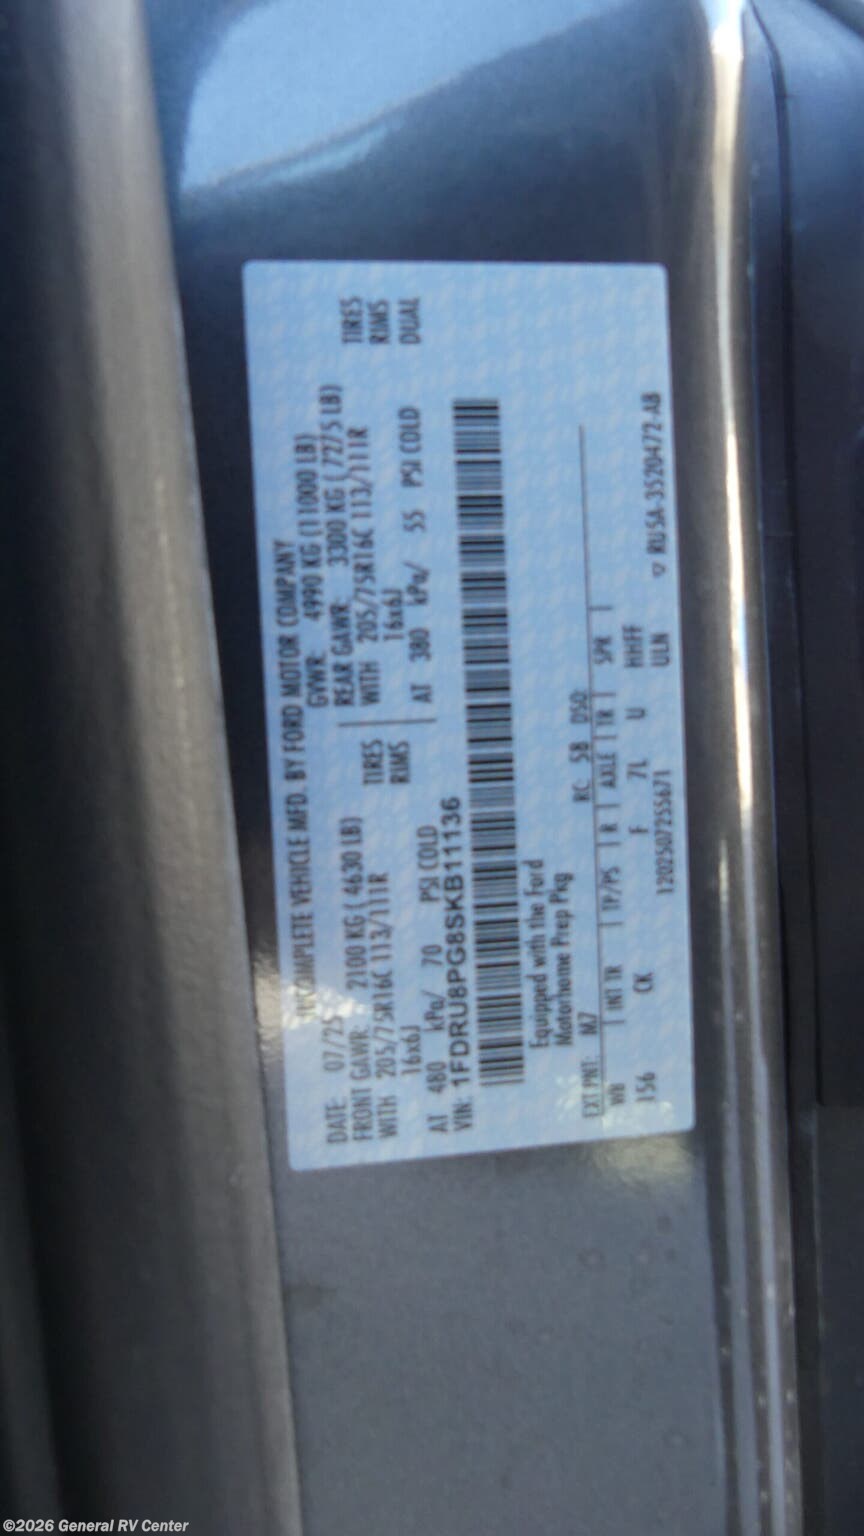 INCOMPLETE VEHICLE MFD. BY FORD MOTOR COMPANY
DATE: 07/25 GVWR: 4990 KG (11000 LB)
FRONT GAWR: 2100 KG ( 4630 LB) REAR GAWR: 3300 KG ( 7275 LB)
WITH 205/75R16C 113/111R TIRES WITH 205/75R16C 113/111R TIRES
16x6J RIMS 16x6J RIMS
AT 480 kPa/ 70 PSI COLD AT 380 kPa/ 55 PSI COLD DUAL
VIN: 1FDRU8PG8SKB11136
Equipped with the Ford
Motorhome Prep Pkg
EXT PNT: M7 RC: 58 DSO:
WB INT TR TP/PS R AXLE TR SPR
156 CK F 7L U HHFF
1202507255671 ULN ▽ RU5A-3520472-AB
©2026 General RV Center